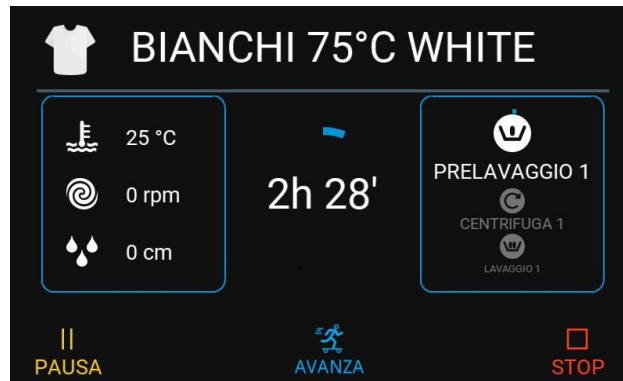 BIANCHI 75°C WHITE
25 °C
0 rpm
0 cm
2h 28'
PRELAVAGGIO 1
CENTRIFUGA 1
LAVAGGIO 1
PAUSA
AVANZA
STOP